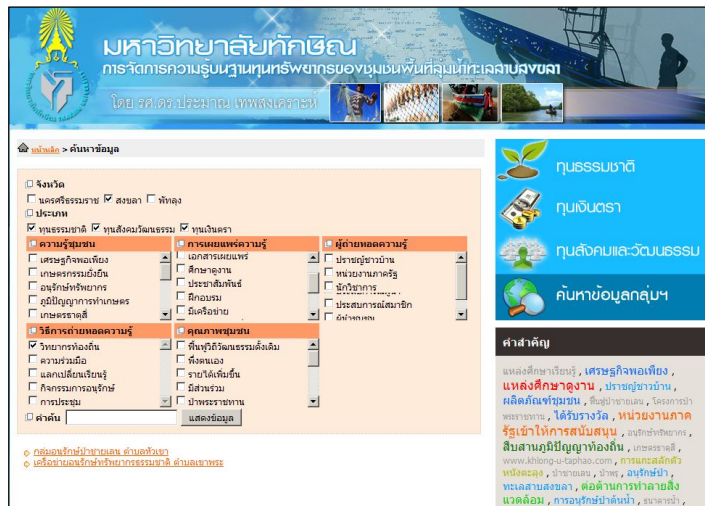 มหาวิทยาลัยทักษิณ
การจัดการความรู้บนฐานทุนทรัพยากรของชุมชนพื้นที่ลุ่มน้ำทะเลสาบสงขลา
โดย รศ.ดร.ประมาณ เทพสงเคราะห์
หน้าหลัก > ค้นหาข้อมูล
จังหวัด
นครศรีธรรมราช สงขลา พัทลุง
ประเภท
ทุนธรรมชาติ ทุนสังคมวัฒนธรรม ทุนเงินตรา
ความรู้ชุมชน
เศรษฐกิจพอเพียง
เกษตรกรรมยั่งยืน
อนุรักษ์ทรัพยากร
ภูมิปัญญาการทำเกษตร
เกษตรธาตุสี่
การเผยแพร่ความรู้
เอกสารเผยแพร่
ศึกษาดูงาน
ประชาสัมพันธ์
ฝึกอบรม
มีเครือข่าย
ผู้ถ่ายทอดความรู้
ปราชญ์ชาวบ้าน
หน่วยงานภาครัฐ
นักวิชาการ
ประสบการณ์สมาชิก
ผู้นำชุมชน
วิธีการถ่ายทอดความรู้
วิทยากรท้องถิ่น
ความร่วมมือ
แลกเปลี่ยนเรียนรู้
กิจกรรมการอนุรักษ์
การประชุม
คุณภาพชุมชน
ฟื้นฟูวิถีวัฒนธรรมดั้งเดิม
พึ่งตนเอง
รายได้เพิ่มขึ้น
มีส่วนร่วม
ป่าพระราชทาน
คำค้น แสดงข้อมูล
กลุ่มอนุรักษ์ป่าชายเลน ตำบลหัวเขา
เครือข่ายอนุรักษ์ทรัพยากรธรรมชาติ ตำบลเขาพระ
ทุนธรรมชาติ
ทุนเงินตรา
ทุนสังคมและวัฒนธรรม
ค้นหาข้อมูลกลุ่มฯ
คำสำคัญ
แหล่งศึกษาเรียนรู้ , เศรษฐกิจพอเพียง ,
แหล่งศึกษาดูงาน , ปราชญ์ชาวบ้าน ,
ผลิตภัณฑ์ชุมชน , ฟื้นฟูป่าชายเลน , โครงการป่า
พระราชทาน , ได้รับรางวัล , หน่วยงานภาค
รัฐเข้าให้การสนับสนุน , อนุรักษ์ทรัพยากร ,
สืบสานภูมิปัญญาท้องถิ่น , เกษตรธาตุสี่ ,
www.khlong-u-taphao.com , การแกะสลักตัว
หนังตะลุง , ป่าชายเลน , ป่าพรุ , อนุรักษ์ป่า ,
ทะเลสาบสงขลา , ต่อต้านการทำลายสิ่ง
แวดล้อม , การอนุรักษ์ป่าต้นน้ำ , ธนาคารน้ำ ,